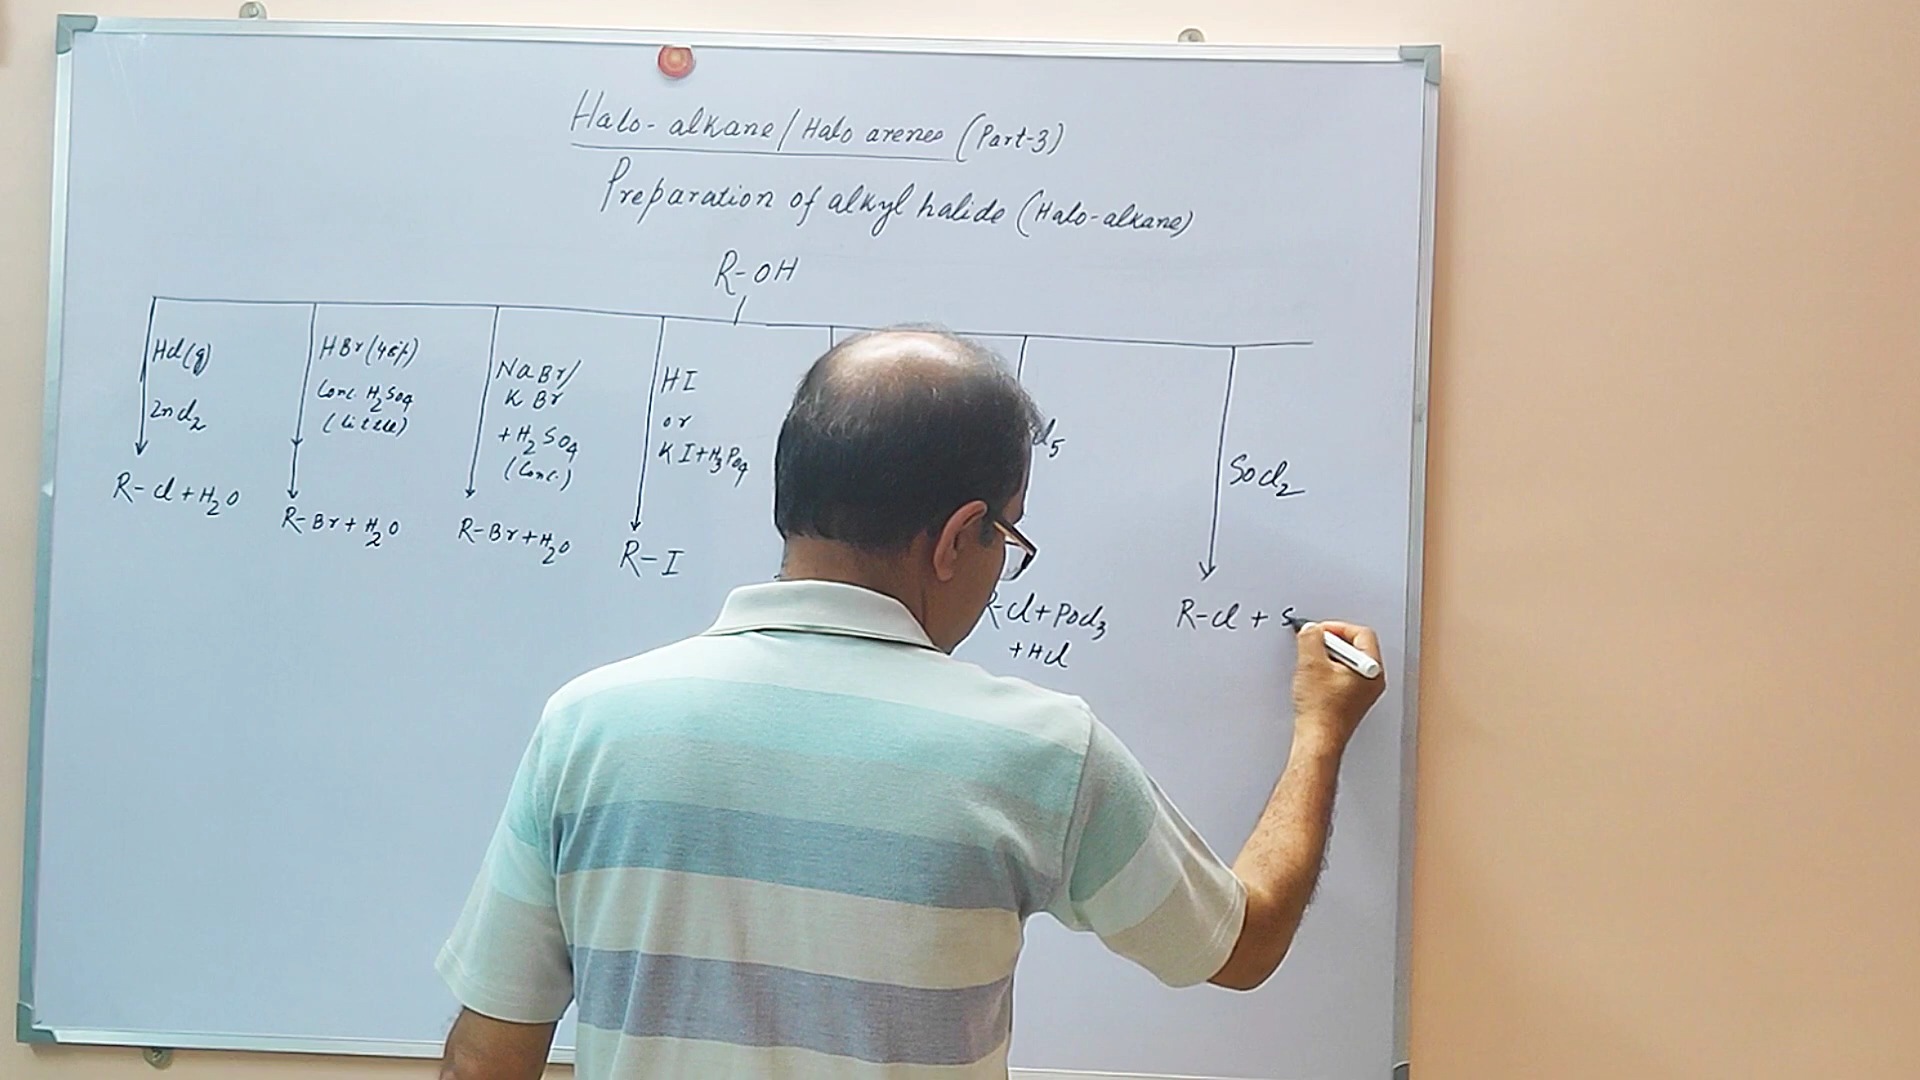 Halo-alkane/Halo arenes (Part-3)
Preparation of alkyl halide (Halo-alkane)
R-OH
HCl(g)
ZnCl2
R-Cl+H2O
HBr(48%)
Conc. H2SO4
(little)
R-Br+H2O
NaBr/
KBr
+H2SO4
(Conc.)
R-Br+H2O
HI
or
KI+H3PO4
R-I
Cl5
R-Cl+POCl3
+HCl
SOCl2
R-Cl + S